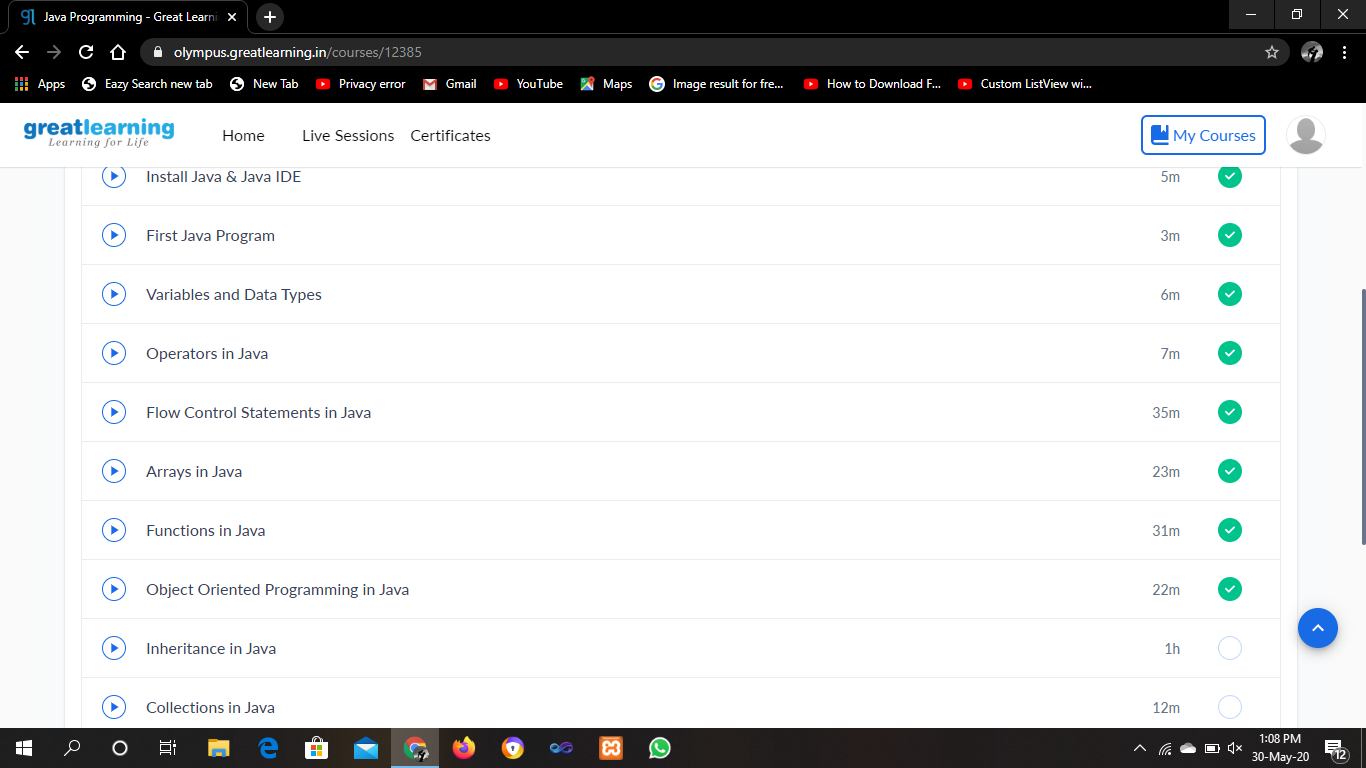 Java Programming - Great Learni
olympus.greatlearning.in/courses/12385
Apps Eazy Search new tab New Tab Privacy error Gmail YouTube Maps Image result for fre... How to Download F... Custom ListView wi...
greatlearning
Learning for Life
Home Live Sessions Certificates My Courses
Install Java & Java IDE 5m
First Java Program 3m
Variables and Data Types 6m
Operators in Java 7m
Flow Control Statements in Java 35m
Arrays in Java 23m
Functions in Java 31m
Object Oriented Programming in Java 22m
Inheritance in Java 1h
Collections in Java 12m
1:08 PM
30-May-20
12